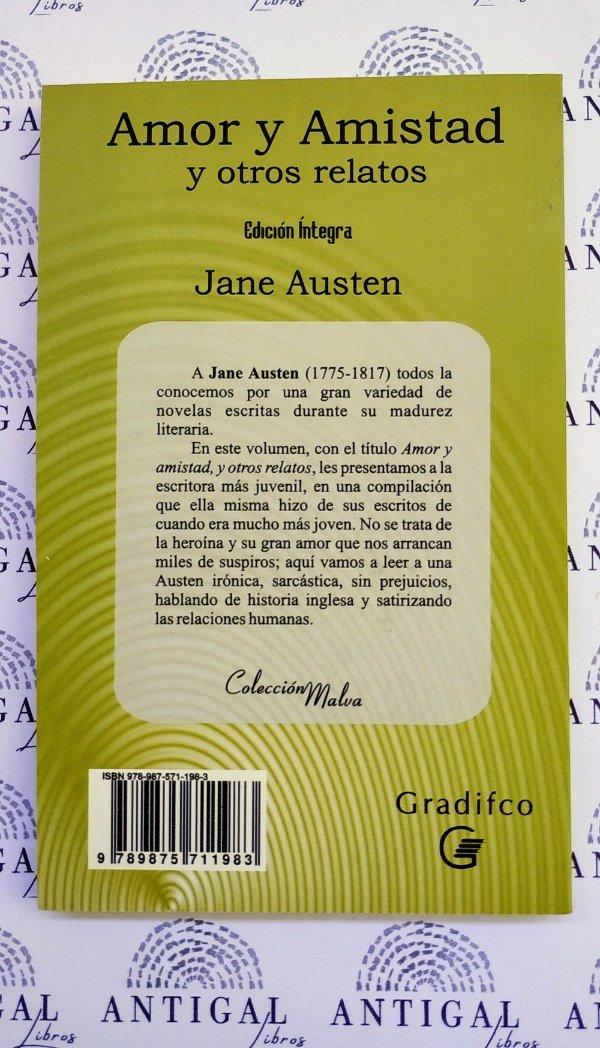 Libros
Libros
Amor y Amistad
y otros relatos
Edición Íntegra
Jane Austen
A Jane Austen (1775-1817) todos la
conocemos por una gran variedad de
novelas escritas durante su madurez
literaria.
En este volumen, con el título Amor y
amistad, y otros relatos, les presentamos a la
escritora más juvenil, en una compilación
que ella misma hizo de sus escritos de
cuando era mucho más joven. No se trata de
la heroína y su gran amor que nos arrancan
miles de suspiros; aquí vamos a leer a una
Austen irónica, sarcástica, sin prejuicios,
hablando de historia inglesa y satirizando
las relaciones humanas.
Colección Malva
ISBN 978-987-571-198-3
9 789875 711983
Gradifco
G
ANTIGAL ANTIGAL
Libros Libros